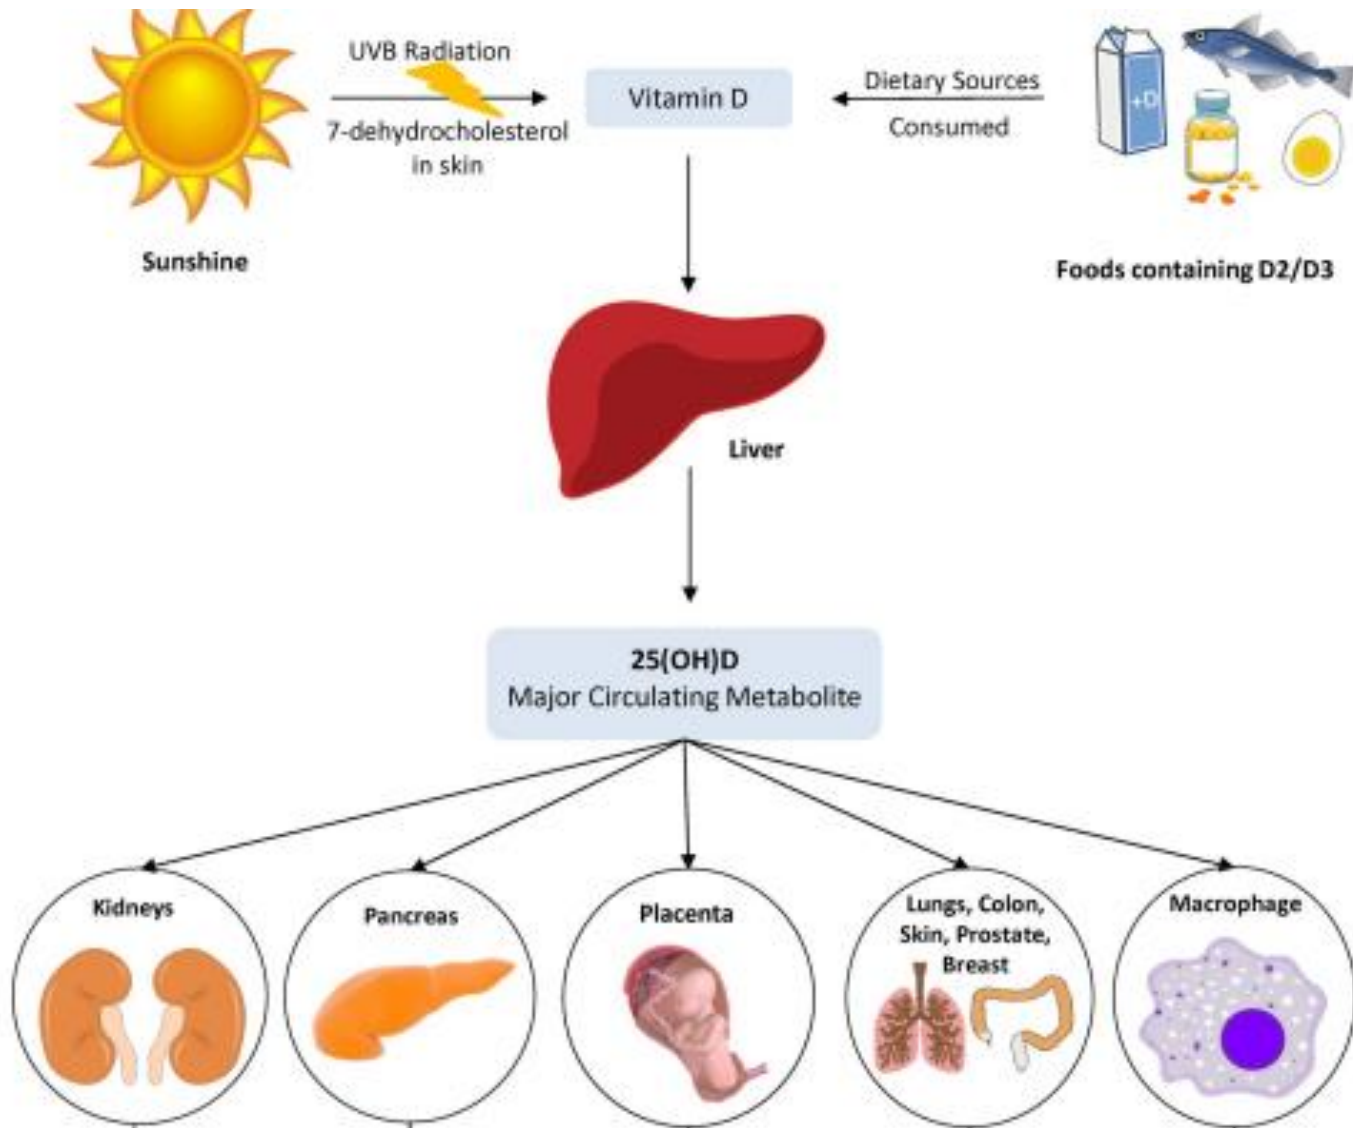 UVB Radiation
7-dehydrocholesterol
in skin
Vitamin D
Dietary Sources
Consumed
+D
Sunshine
Foods containing D2/D3
Liver
25(OH)D
Major Circulating Metabolite
Kidneys
Pancreas
Placenta
Lungs, Colon,
Skin, Prostate,
Breast
Macrophage